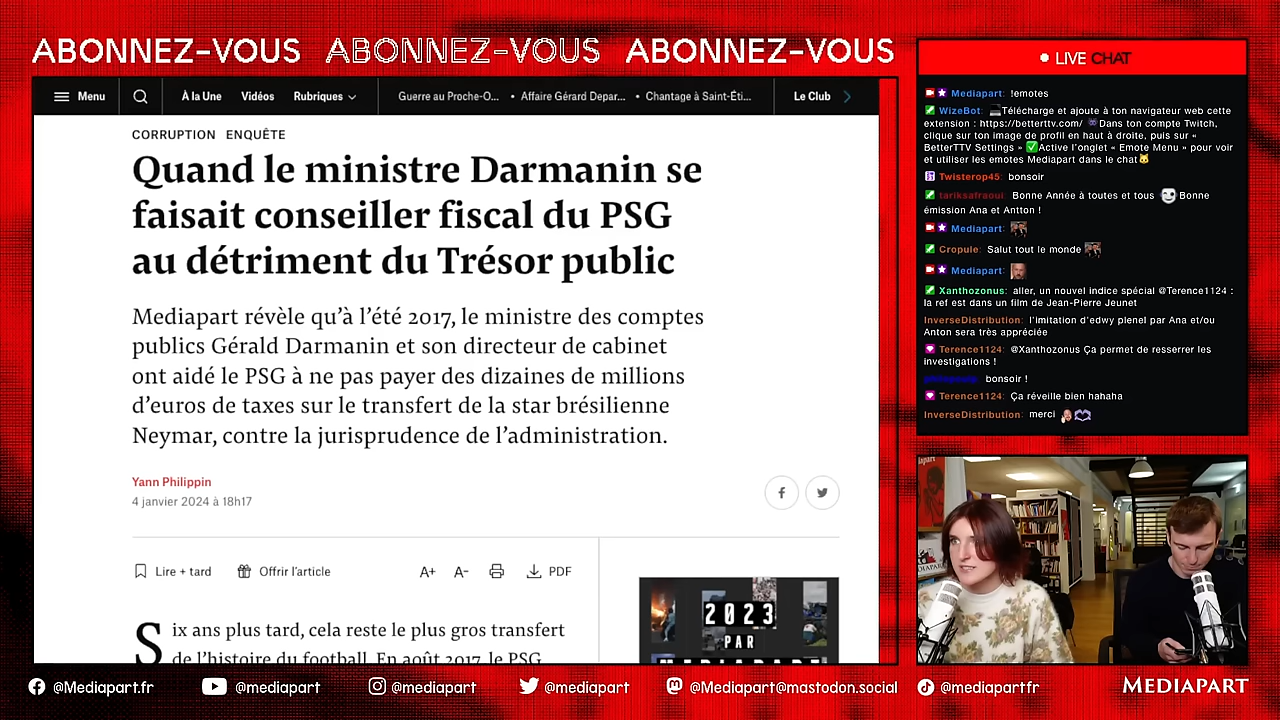 ABONNEZ-VOUS ABONNEZ-VOUS ABONNEZ-VOUS
Menu
À la Une
Vidéos
Rubriques
Guerre au Proche-O...
• Affaire Gérard Depar...
• Chantage à Saint-Éti...
Le Club
CORRUPTION ENQUÊTE
Quand le ministre Darmanin se
faisait conseiller fiscal du PSG
au détriment du Trésor public
Mediapart révèle qu’à l’été 2017, le ministre des comptes
publics Gérald Darmanin et son directeur de cabinet
ont aidé le PSG à ne pas payer des dizaines de millions
d’euros de taxes sur le transfert de la star brésilienne
Neymar, contre la jurisprudence de l’administration.
Yann Philippin
4 janvier 2024 à 18h17
Lire + tard
Offrir l’article
A+
A-
PDF
Six ans plus tard, cela reste le plus gros transfert
de l’histoire du football. En août 2017, le PSG
2023
PAR
MEDIAPART
LIVE CHAT
Mediapart: !emotes
WizeBot: Télécharge et ajoute à ton navigateur web cette
extension : https://betterttv.com/ Dans ton compte Twitch,
clique sur ton image de profil en haut à droite, puis sur «
BetterTTV Settings » ✅Active l’onglet « Emote Menu » pour voir
et utiliser les emotes Mediapart dans le chat
Twisterop45: bonsoir
tariksafraoui: Bonne Année à toutes et tous Bonne
émission Ana et Antton !
Mediapart:
Cropule: Salut tout le monde
Mediapart:
Xanthozonus: aller, un nouvel indice spécial @Terence1124 :
la ref est dans un film de Jean-Pierre Jeunet
InverseDistribution: l’imitation d’edwy plenel par Ana et/ou
Anton sera très appréciée
Terence1124: @Xanthozonus Ça permet de resserrer les
investigations !
bonsoir !
Terence1124: Ça réveille bien hahaha
InverseDistribution: merci
@Mediapart.fr
@mediapart
@mediapart
@mediapart
@Mediapart@mastodon.social
@mediapartfr
MEDIAPART